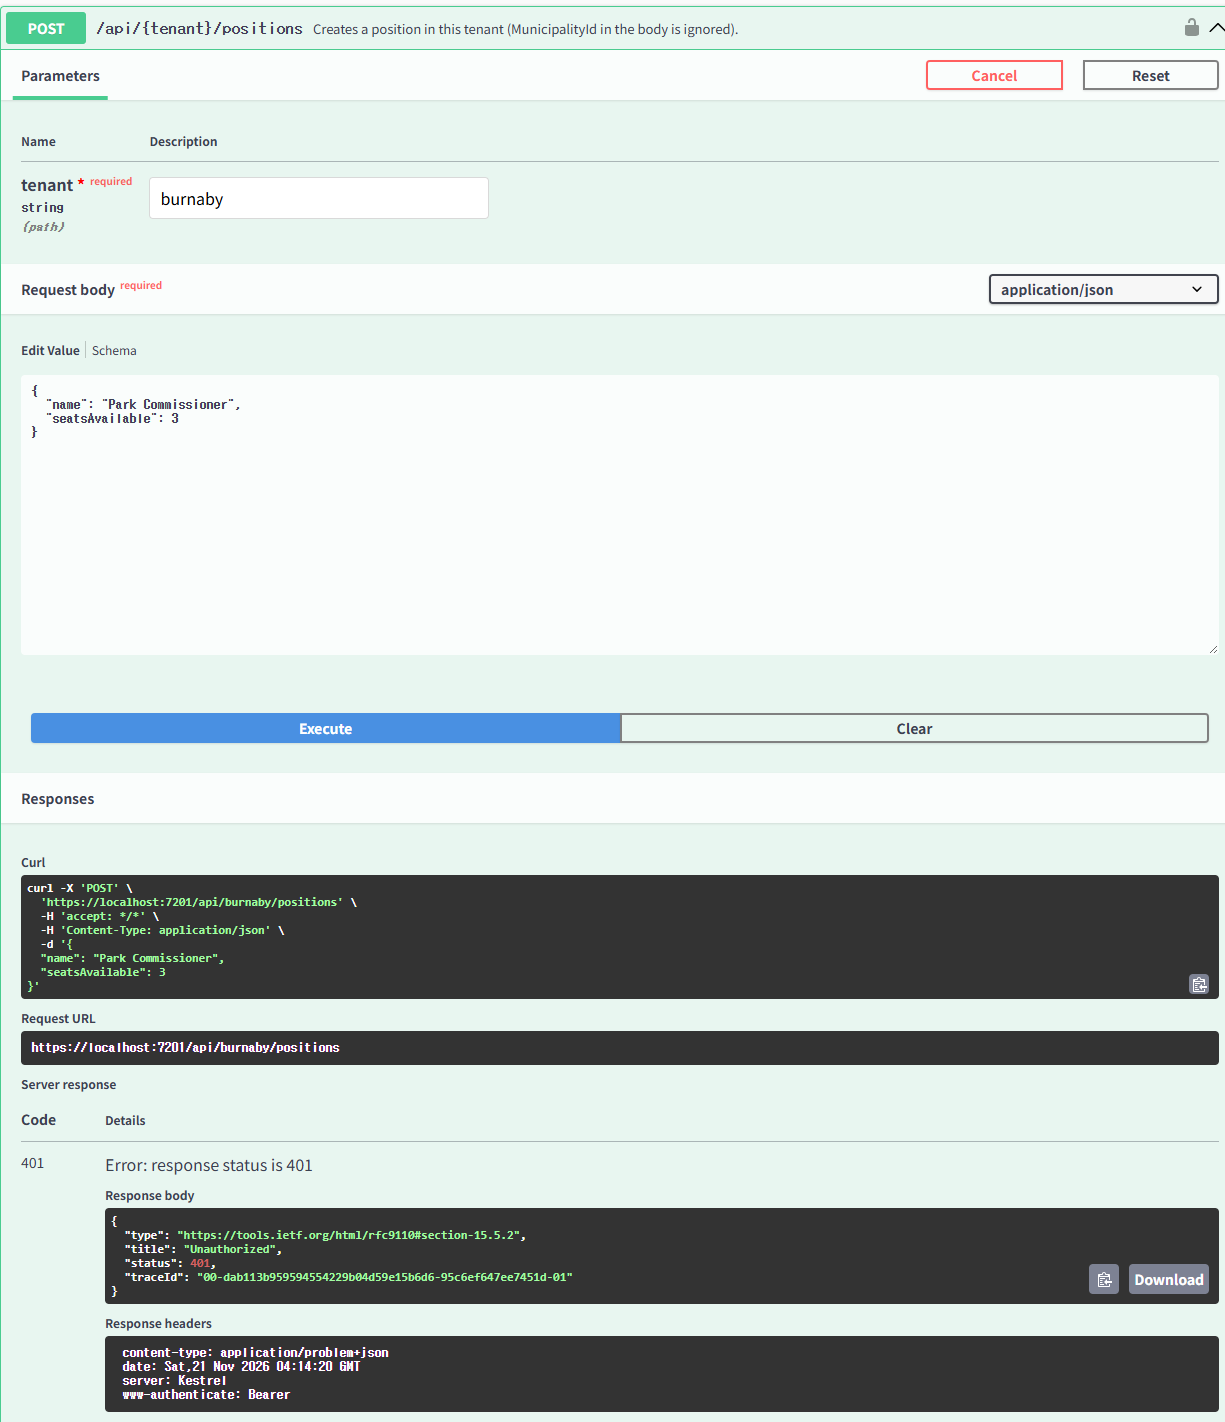 POST /api/{tenant}/positions Creates a position in this tenant (MunicipalityId in the body is ignored).
Parameters
Cancel
Reset
Name Description
tenant * required
string
(path)
burnaby
Request body required
application/json
Edit Value Schema
{
  "name": "Park Commissioner",
  "seatsAvailable": 3
}
Execute Clear
Responses
Curl
curl -X 'POST' \
  'https://localhost:7201/api/burnaby/positions' \
  -H 'accept: */*' \
  -H 'Content-Type: application/json' \
  -d '{
  "name": "Park Commissioner",
  "seatsAvailable": 3
}'
Request URL
https://localhost:7201/api/burnaby/positions
Server response
Code Details
401 Error: response status is 401
Response body
{
  "type": "https://tools.ietf.org/html/rfc9110#section-15.5.2",
  "title": "Unauthorized",
  "status": 401,
  "traceId": "00-dab113b959594554229b04d59e15b6d6-95c6ef647ee7451d-01"
}
Download
Response headers
content-type: application/problem+json
date: Sat,21 Nov 2026 04:14:20 GMT
server: Kestrel
www-authenticate: Bearer